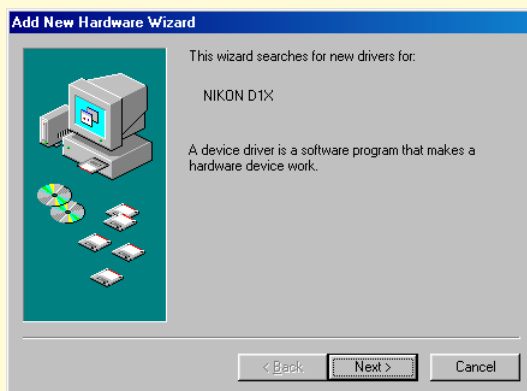 Add New Hardware Wizard
This wizard searches for new drivers for:
NIKON D1X
A device driver is a software program that makes a
hardware device work.
< Back
Next >
Cancel